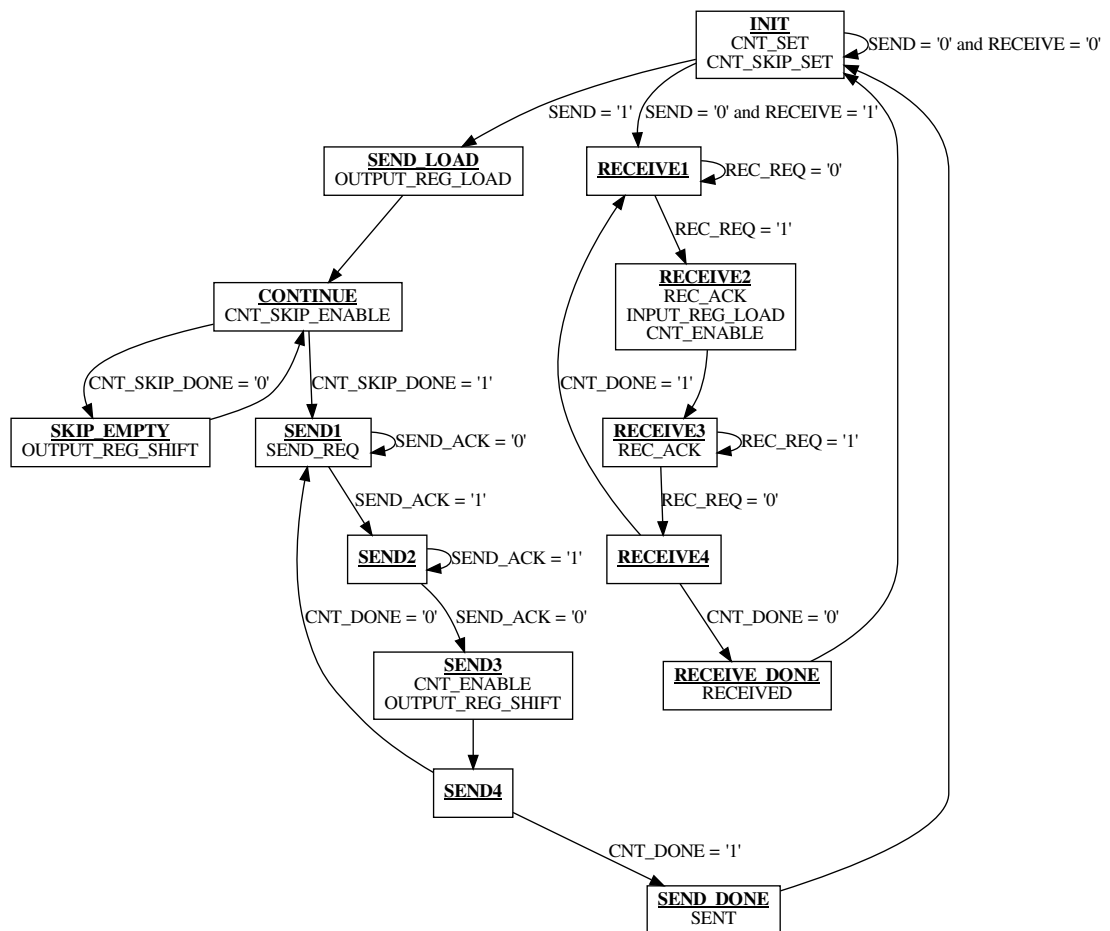 INIT
CNT_SET
CNT_SKIP_SET
SEND = '0' and RECEIVE = '0'
SEND = '1'
SEND = '0' and RECEIVE = '1'
SEND_LOAD
OUTPUT_REG_LOAD
RECEIVE1
REC_REQ = '0'
REC_REQ = '1'
CONTINUE
CNT_SKIP_ENABLE
RECEIVE2
REC_ACK
INPUT_REG_LOAD
CNT_ENABLE
CNT_SKIP_DONE = '0'
CNT_SKIP_DONE = '1'
CNT_DONE = '1'
SKIP_EMPTY
OUTPUT_REG_SHIFT
SEND1
SEND_REQ
SEND_ACK = '0'
RECEIVE3
REC_ACK
REC_REQ = '1'
SEND_ACK = '1'
REC_REQ = '0'
SEND2
SEND_ACK = '1'
RECEIVE4
CNT_DONE = '0'
SEND_ACK = '0'
CNT_DONE = '0'
SEND3
CNT_ENABLE
OUTPUT_REG_SHIFT
RECEIVE_DONE
RECEIVED
SEND4
CNT_DONE = '1'
SEND_DONE
SENT